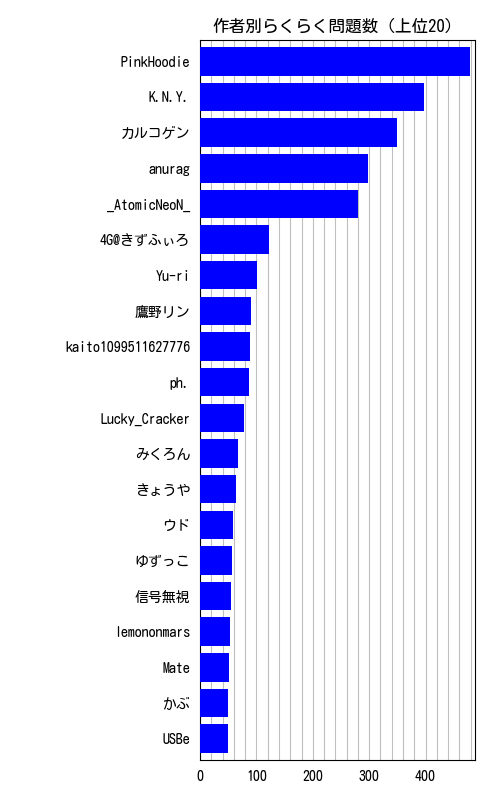 作者別らくらく問題数 (上位20)
PinkHoodie
K.N.Y.
カルコゲン
anurag
_AtomicNeoN_
4G@きずふぃろ
Yu-ri
鷹野リン
kaito1099511627776
ph.
Lucky_Cracker
みくろん
きょうや
ウド
ゆずっこ
信号無視
lemononmars
Mate
かぶ
USBe
0 100 200 300 400